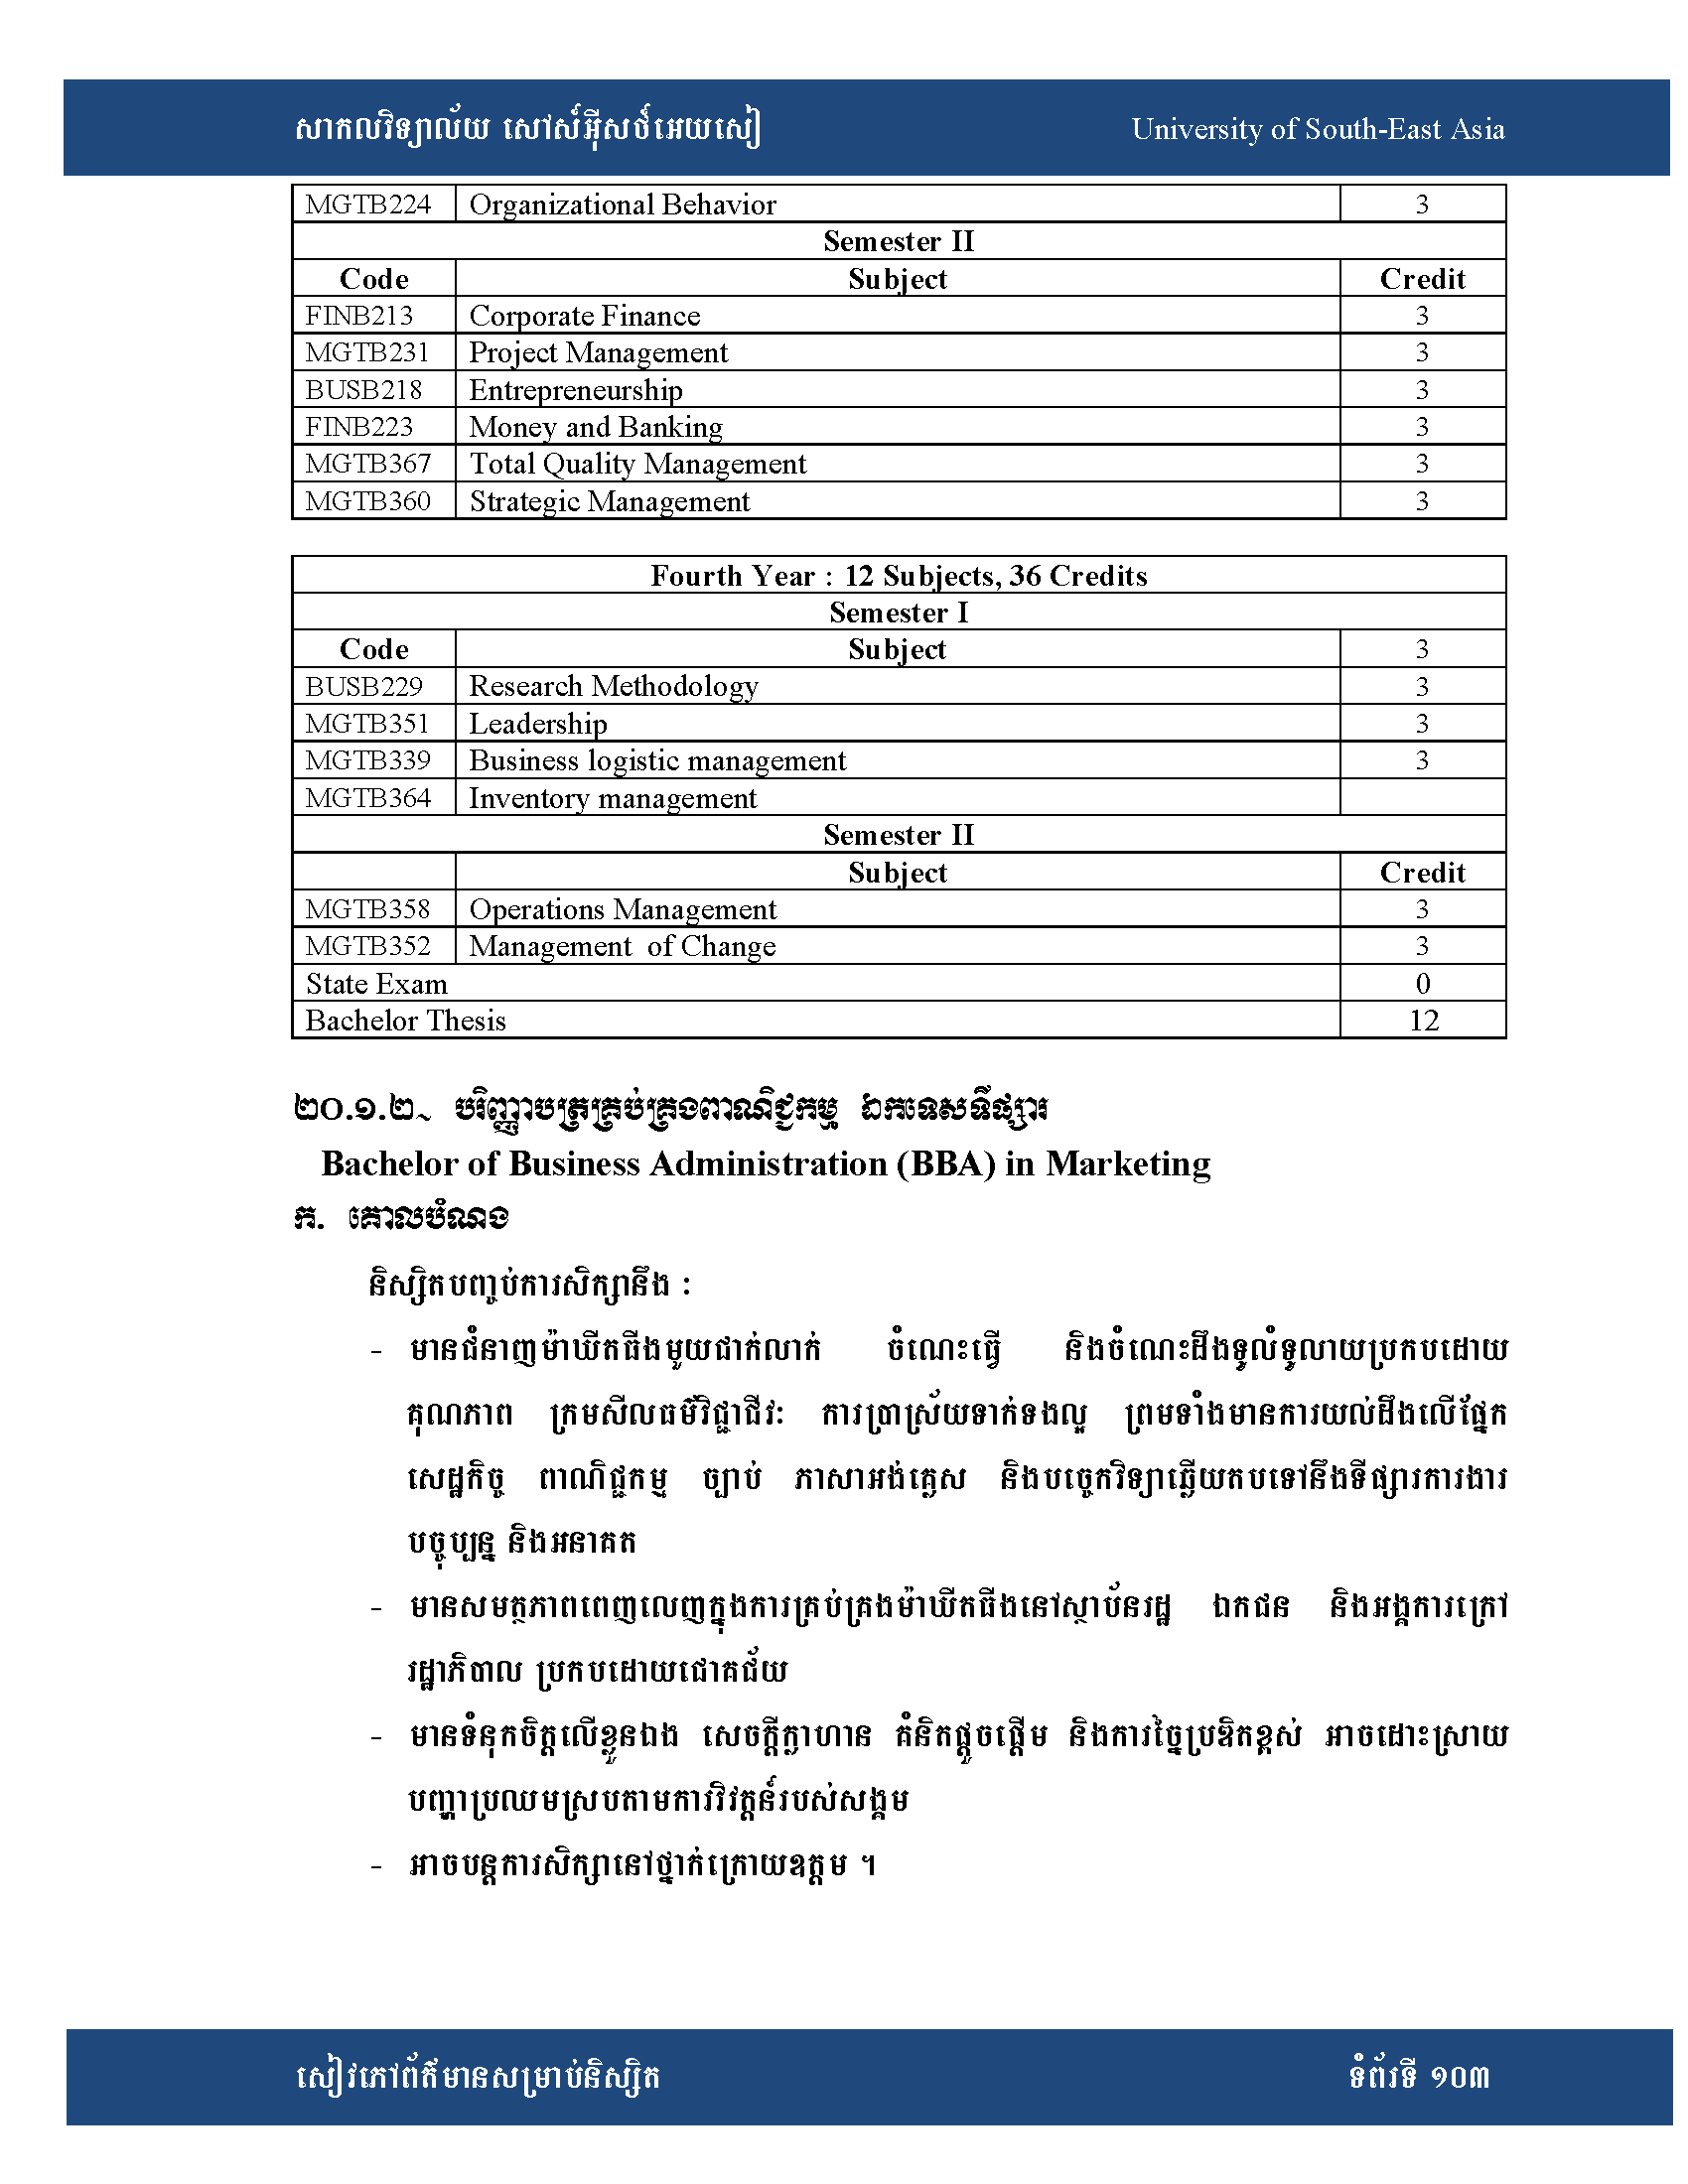 សាកលវិទ្យាល័យ សៅស៍អ៊ីសថ៍អេយសៀ University of South-East Asia
MGTB224 Organizational Behavior 3
Semester II
Code Subject Credit
FINB213 Corporate Finance 3
MGTB231 Project Management 3
BUSB218 Entrepreneurship 3
FINB223 Money and Banking 3
MGTB367 Total Quality Management 3
MGTB360 Strategic Management 3
Fourth Year : 12 Subjects, 36 Credits
Semester I
Code Subject 3
BUSB229 Research Methodology 3
MGTB351 Leadership 3
MGTB339 Business logistic management 3
MGTB364 Inventory management
Semester II
Subject Credit
MGTB358 Operations Management 3
MGTB352 Management of Change 3
State Exam 0
Bachelor Thesis 12
២០.១.២~ បរិញ្ញាបត្រគ្រប់គ្រងពាណិជ្ជកម្ម ឯកទេសទីផ្សារ
Bachelor of Business Administration (BBA) in Marketing
ក. គោលបំណង
និស្សិតបញ្ចប់ការសិក្សានឹង :
- មានជំនាញម៉ាឃីតធីងមួយជាក់លាក់ ចំណេះធ្វើ និងចំណេះដឹងទូលំទូលាយប្រកបដោយ
គុណភាព ក្រមសីលធម៌វិជ្ជាជីវៈ ការប្រាស្រ័យទាក់ទងល្អ ព្រមទាំងមានការយល់ដឹងលើផ្នែក
សេដ្ឋកិច្ច ពាណិជ្ជកម្ម ច្បាប់ ភាសាអង់គ្លេស និងបច្ចេកវិទ្យាឆ្លើយតបទៅនឹងទីផ្សារការងារ
បច្ចុប្បន្ន និងអនាគត
- មានសមត្ថភាពពេញលេញក្នុងការគ្រប់គ្រងម៉ាឃីតធីងនៅស្ថាប័នរដ្ឋ ឯកជន និងអង្គការក្រៅ
រដ្ឋាភិបាល ប្រកបដោយជោគជ័យ
- មានទំនុកចិត្តលើខ្លួនឯង សេចក្តីក្លាហាន គំនិតផ្តួចផ្តើម និងការច្នៃប្រឌិតខ្ពស់ អាចដោះស្រាយ
បញ្ហាប្រឈមស្របតាមការវិវត្តន៍របស់សង្គម
- អាចបន្តការសិក្សានៅថ្នាក់ក្រោយឧត្តម ។
សៀវភៅព័ត៌មានសម្រាប់និស្សិត ទំព័រទី ១០៣